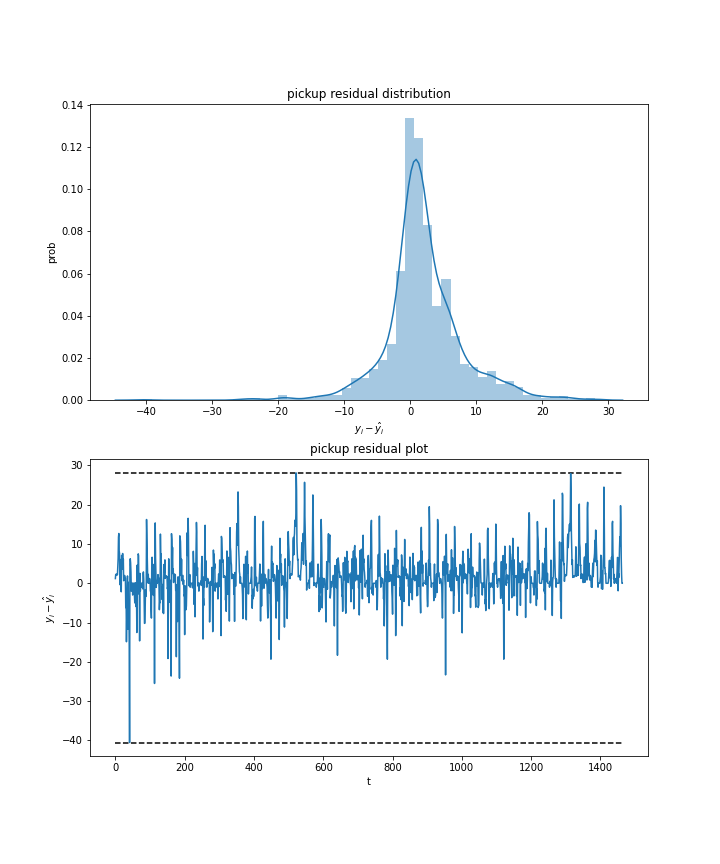 pickup residual distribution
0.14
0.12
0.10
0.08
0.06
0.04
0.02
0.00
prob
−40 −30 −20 −10 0 10 20 30
$y_i - \hat{y_i}$
pickup residual plot
30
20
10
0
−10
−20
−30
−40
$y_i - \hat{y_i}$
0 200 400 600 800 1000 1200 1400
t